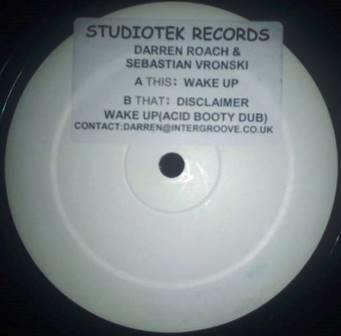 STUDIOTEK RECORDS
DARREN ROACH &
SEBASTIAN VRONSKI
A THIS: WAKE UP
B THAT: DISCLAIMER
WAKE UP(ACID BOOTY DUB)
CONTACT:DARREN@INTERGROOVE.CO.UK